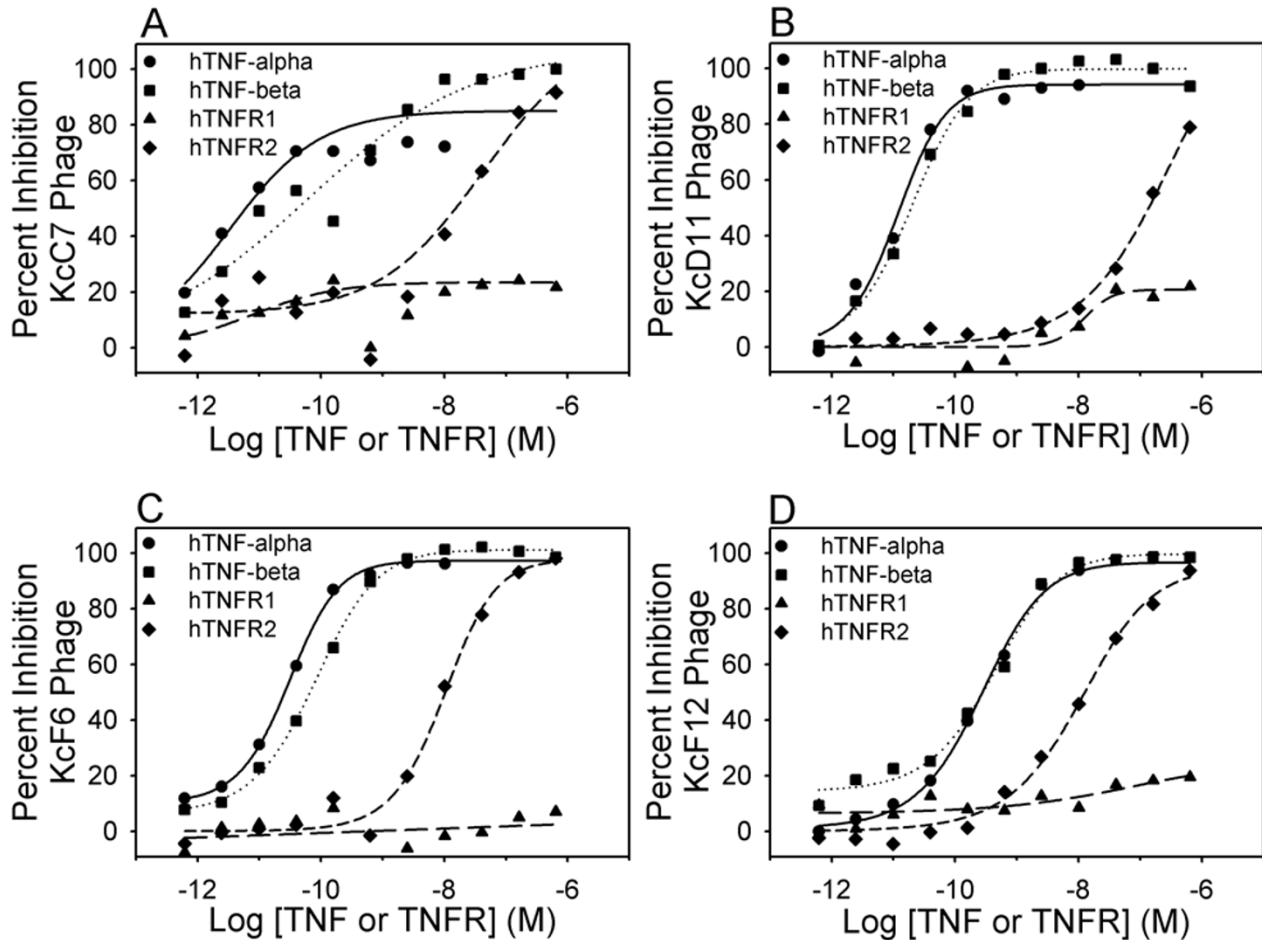 A
hTNF-alpha
hTNF-beta
hTNFR1
hTNFR2
100
80
60
40
20
0
Percent Inhibition
KcC7 Phage
-12
-10
-8
-6
Log [TNF or TNFR] (M)
B
hTNF-alpha
hTNF-beta
hTNFR1
hTNFR2
100
80
60
40
20
0
Percent Inhibition
KcD11 Phage
-12
-10
-8
-6
Log [TNF or TNFR] (M)
C
hTNF-alpha
hTNF-beta
hTNFR1
hTNFR2
100
80
60
40
20
0
Percent Inhibition
KcF6 Phage
-12
-10
-8
-6
Log [TNF or TNFR] (M)
D
hTNF-alpha
hTNF-beta
hTNFR1
hTNFR2
100
80
60
40
20
0
Percent Inhibition
KcF12 Phage
-12
-10
-8
-6
Log [TNF or TNFR] (M)